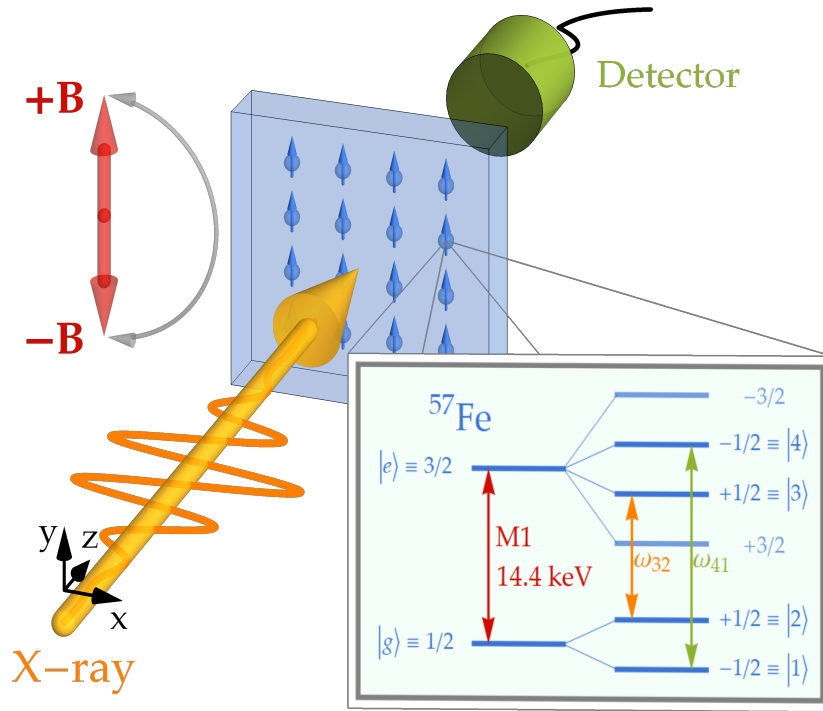 +B
−B
Detector
y
z
x
X−ray
⁵⁷Fe
|e⟩ ≡ 3/2
|g⟩ ≡ 1/2
M1
14.4 keV
ω₃₂
ω₄₁
−3/2
−1/2 ≡ |4⟩
+1/2 ≡ |3⟩
+3/2
+1/2 ≡ |2⟩
−1/2 ≡ |1⟩